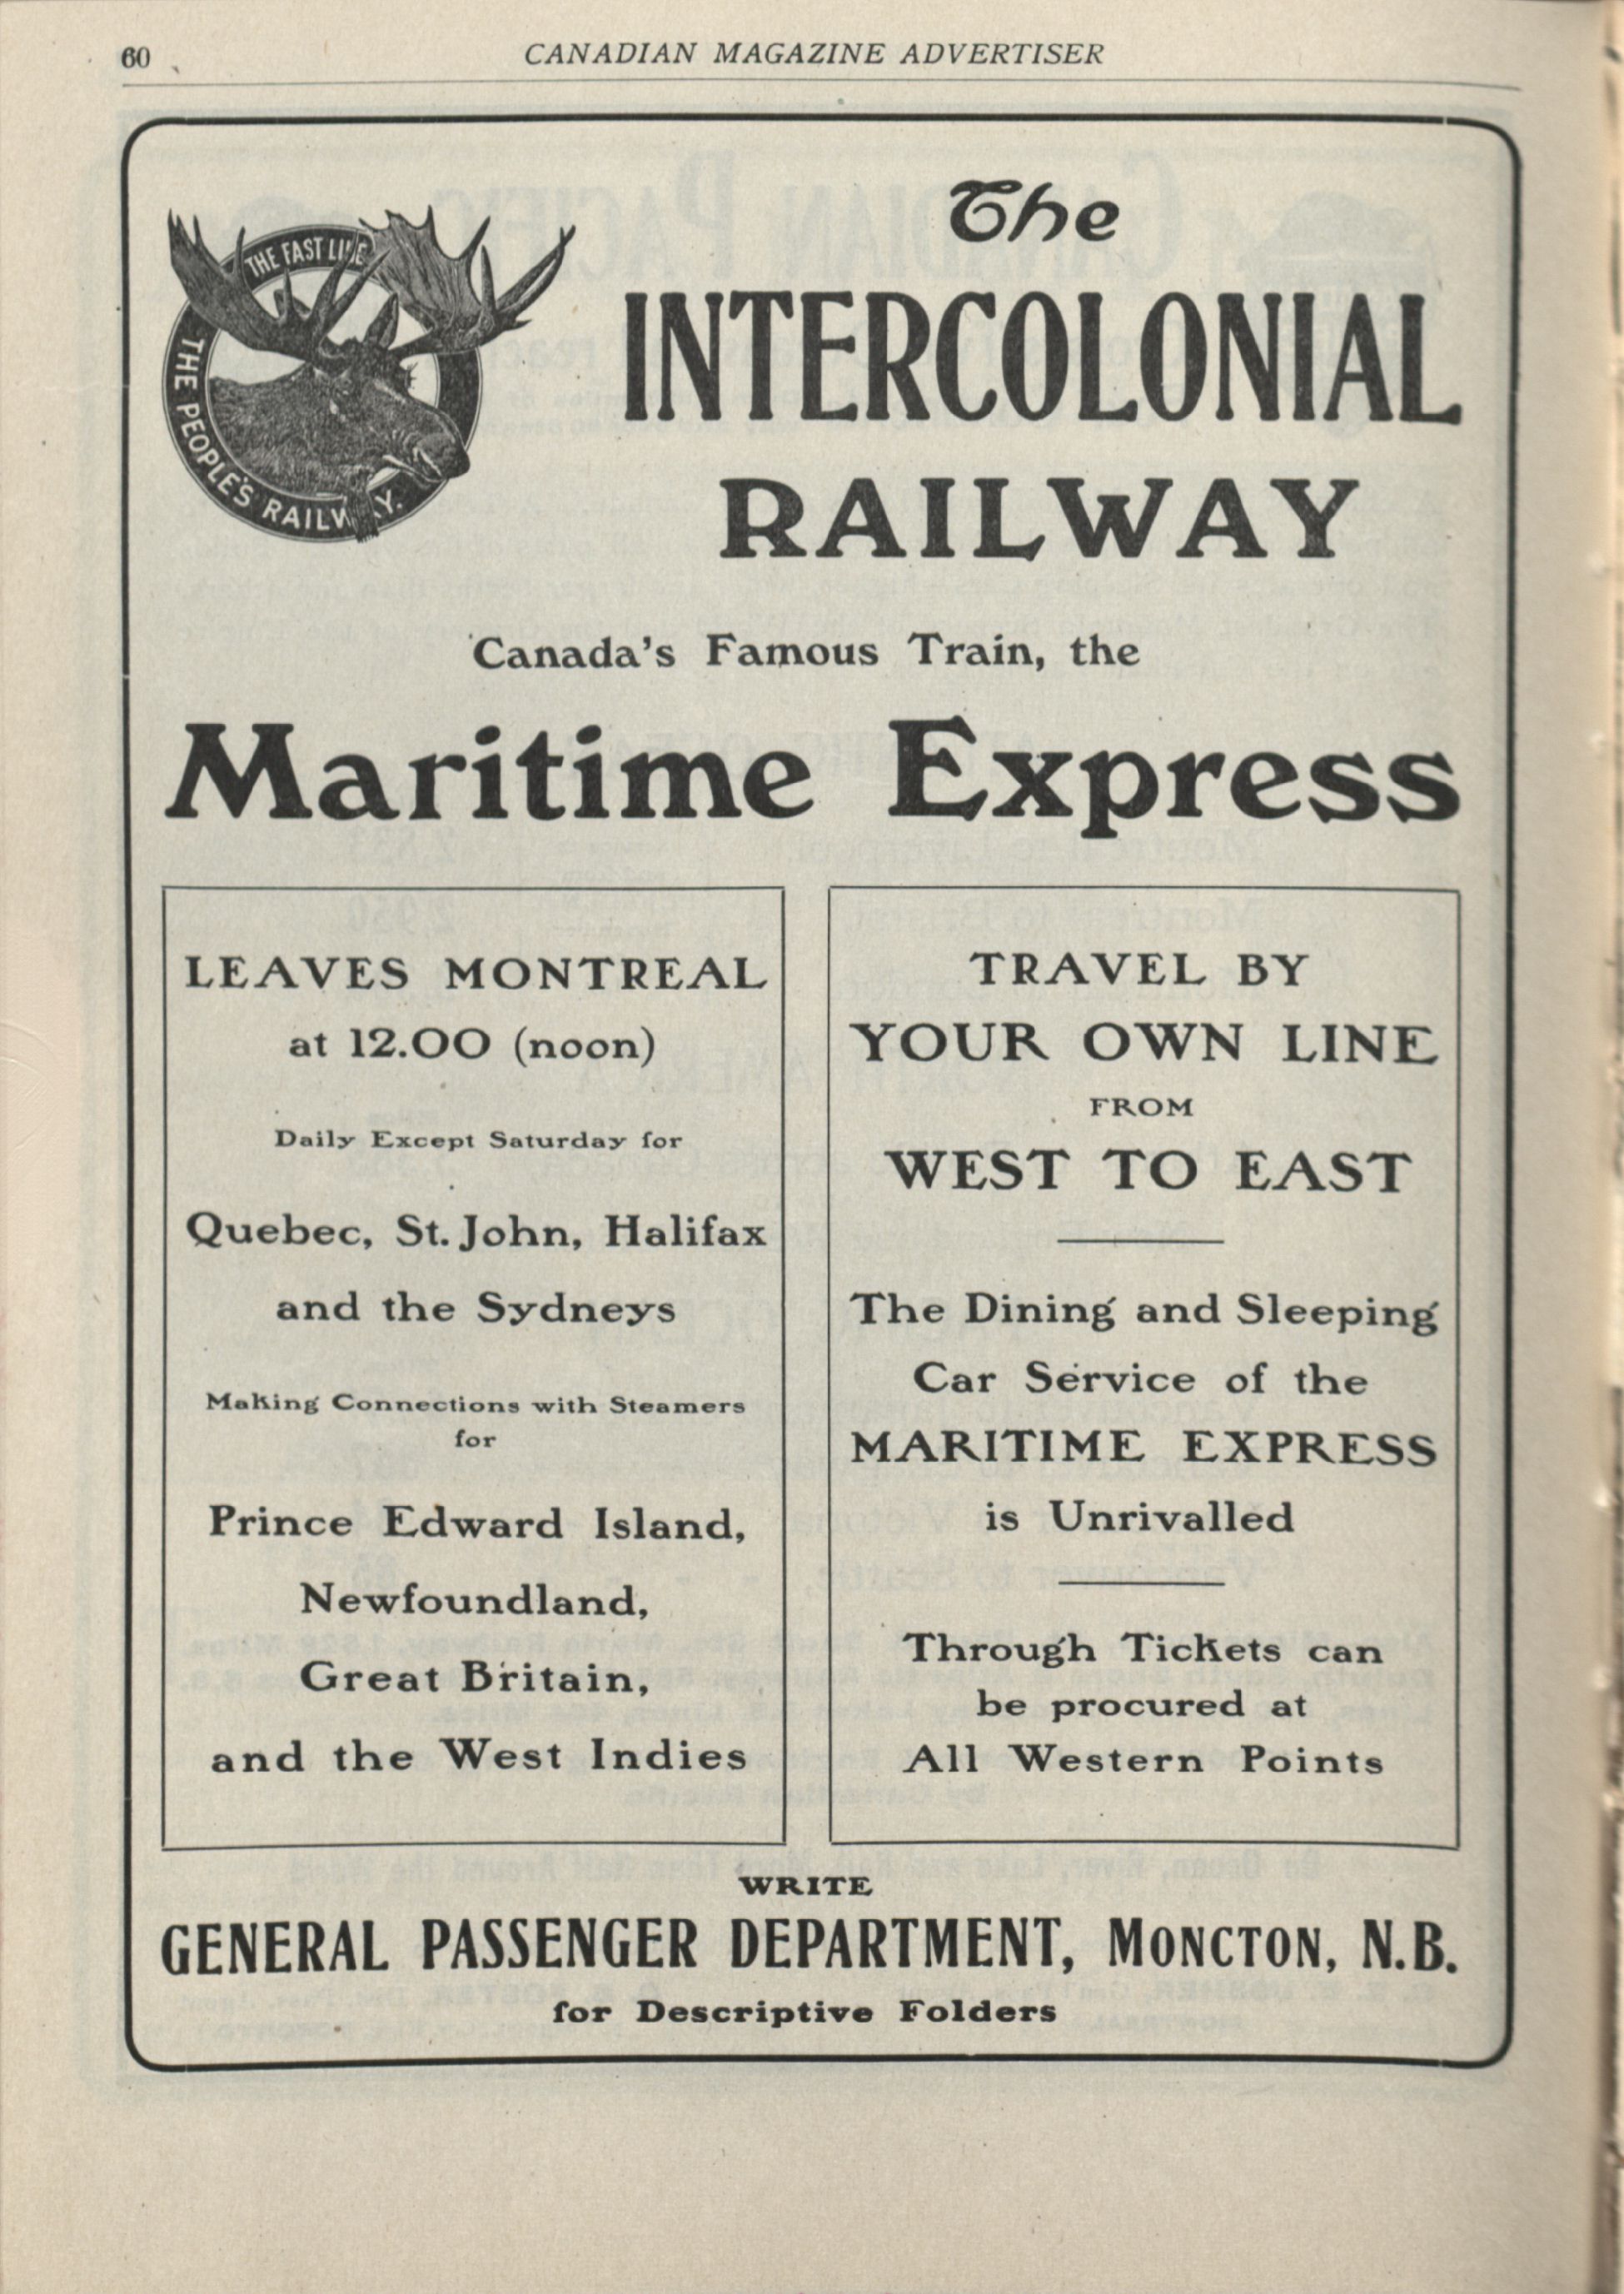 60
CANADIAN MAGAZINE ADVERTISER
THE FAST LINE
THE PEOPLE'S RAILWAY.
The
INTERCOLONIAL
RAILWAY
Canada's Famous Train, the
Maritime Express
LEAVES MONTREAL
at 12.00 (noon)
Daily Except Saturday for
Quebec, St. John, Halifax
and the Sydneys
Making Connections with Steamers
for
Prince Edward Island,
Newfoundland,
Great Britain,
and the West Indies
TRAVEL BY
YOUR OWN LINE
FROM
WEST TO EAST
The Dining and Sleeping
Car Service of the
MARITIME EXPRESS
is Unrivalled
Through Tickets can
be procured at
All Western Points
WRITE
GENERAL PASSENGER DEPARTMENT, MONCTON, N.B.
for Descriptive Folders